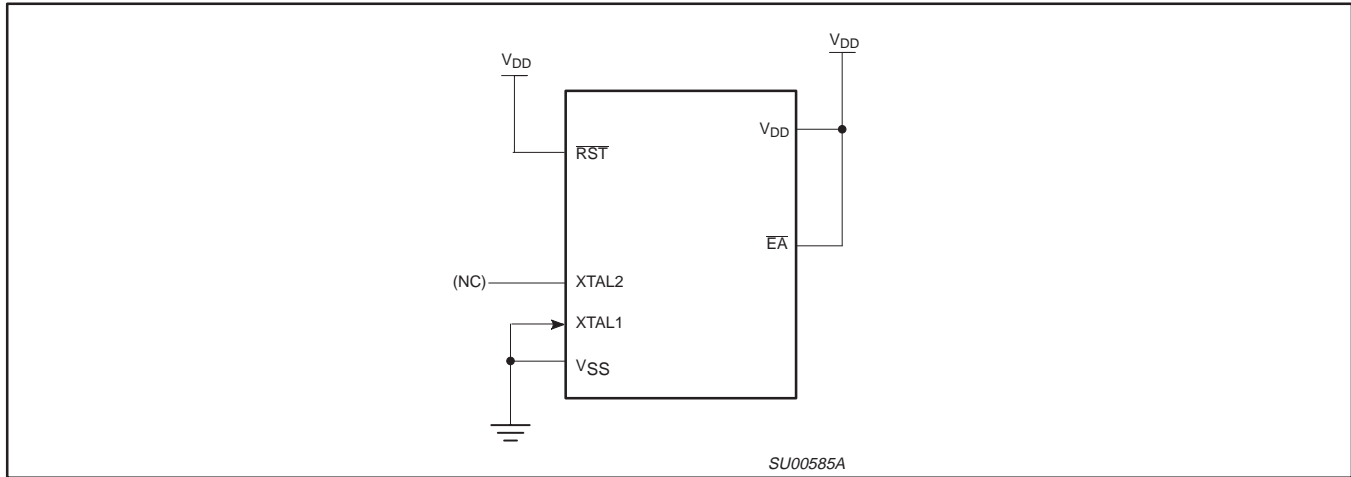 VDD
VDD
VDD
RST
EA
(NC)
XTAL2
XTAL1
VSS
SU00585A